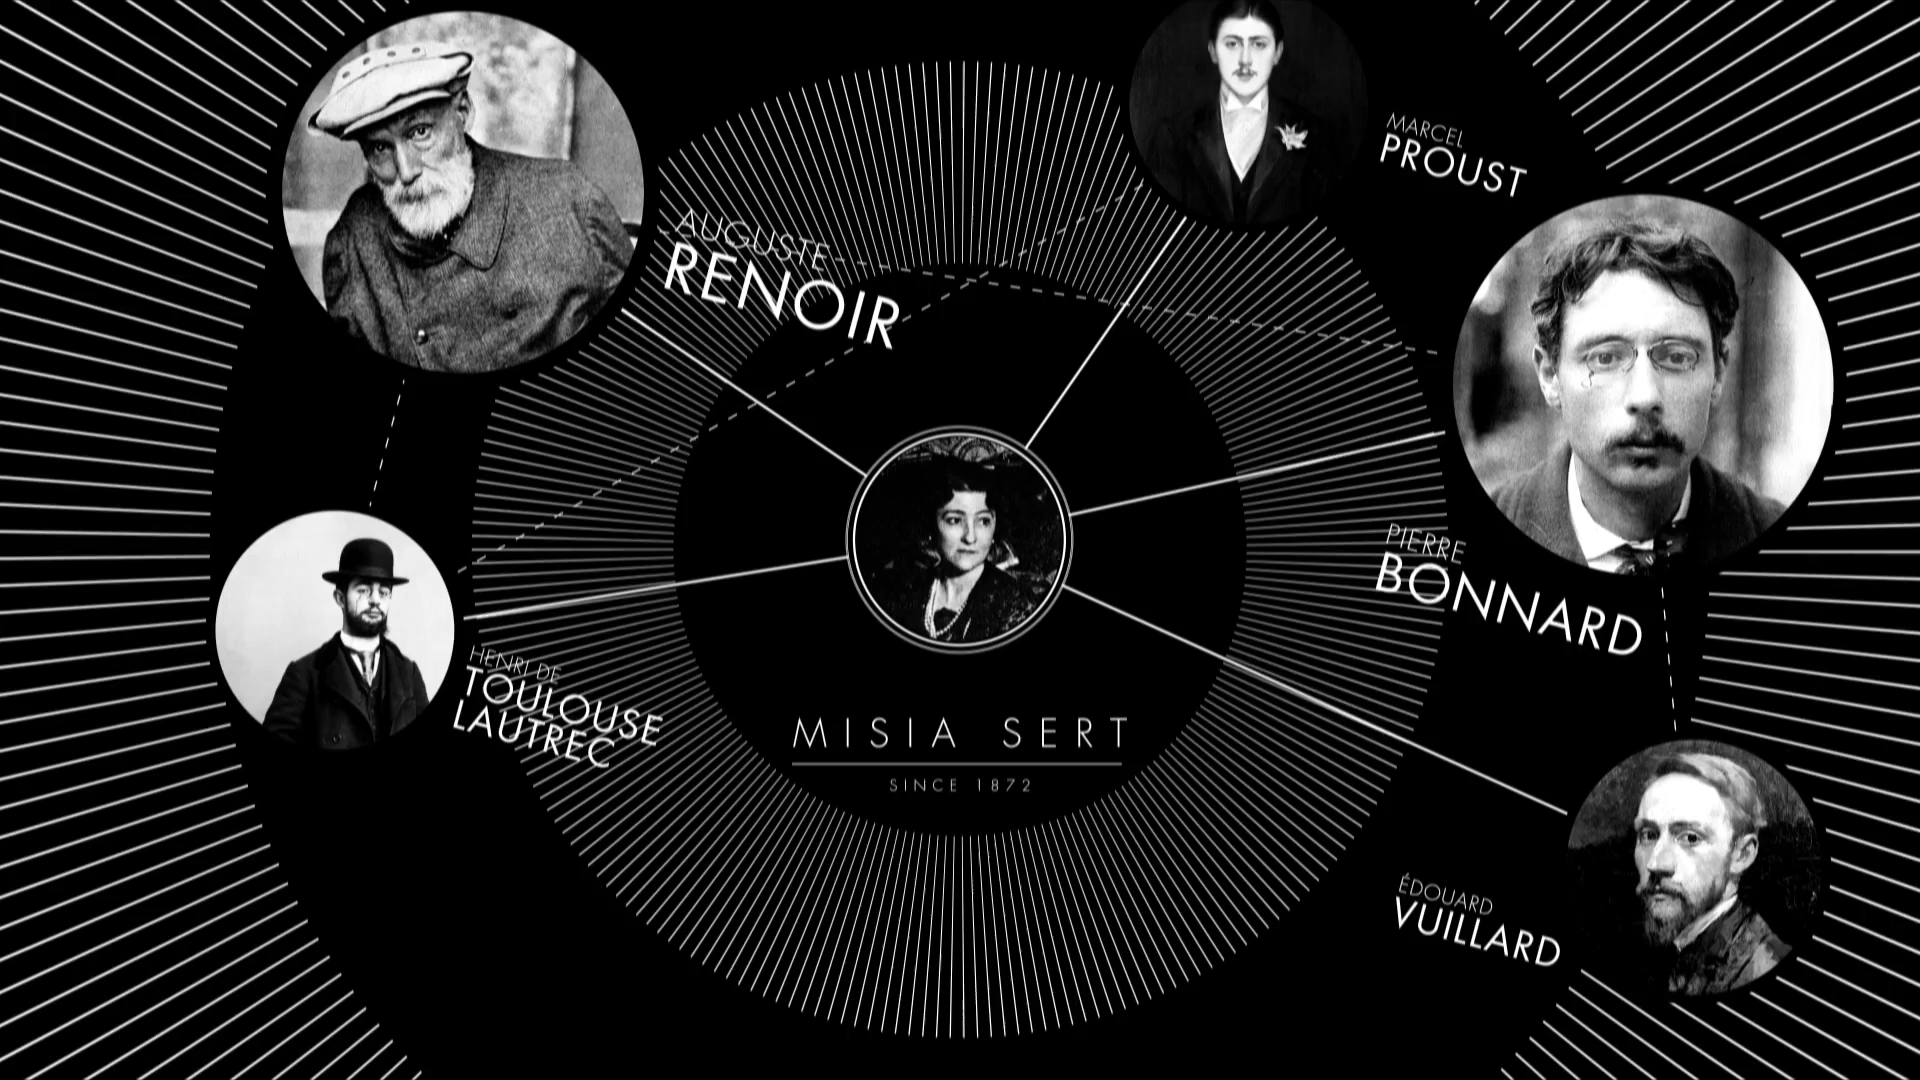 MARCEL
PROUST
AUGUSTE
RENOIR
PIERRE
BONNARD
HENRI DE
TOULOUSE
LAUTREC
MISIA SERT
SINCE 1872
ÉDOUARD
VUILLARD